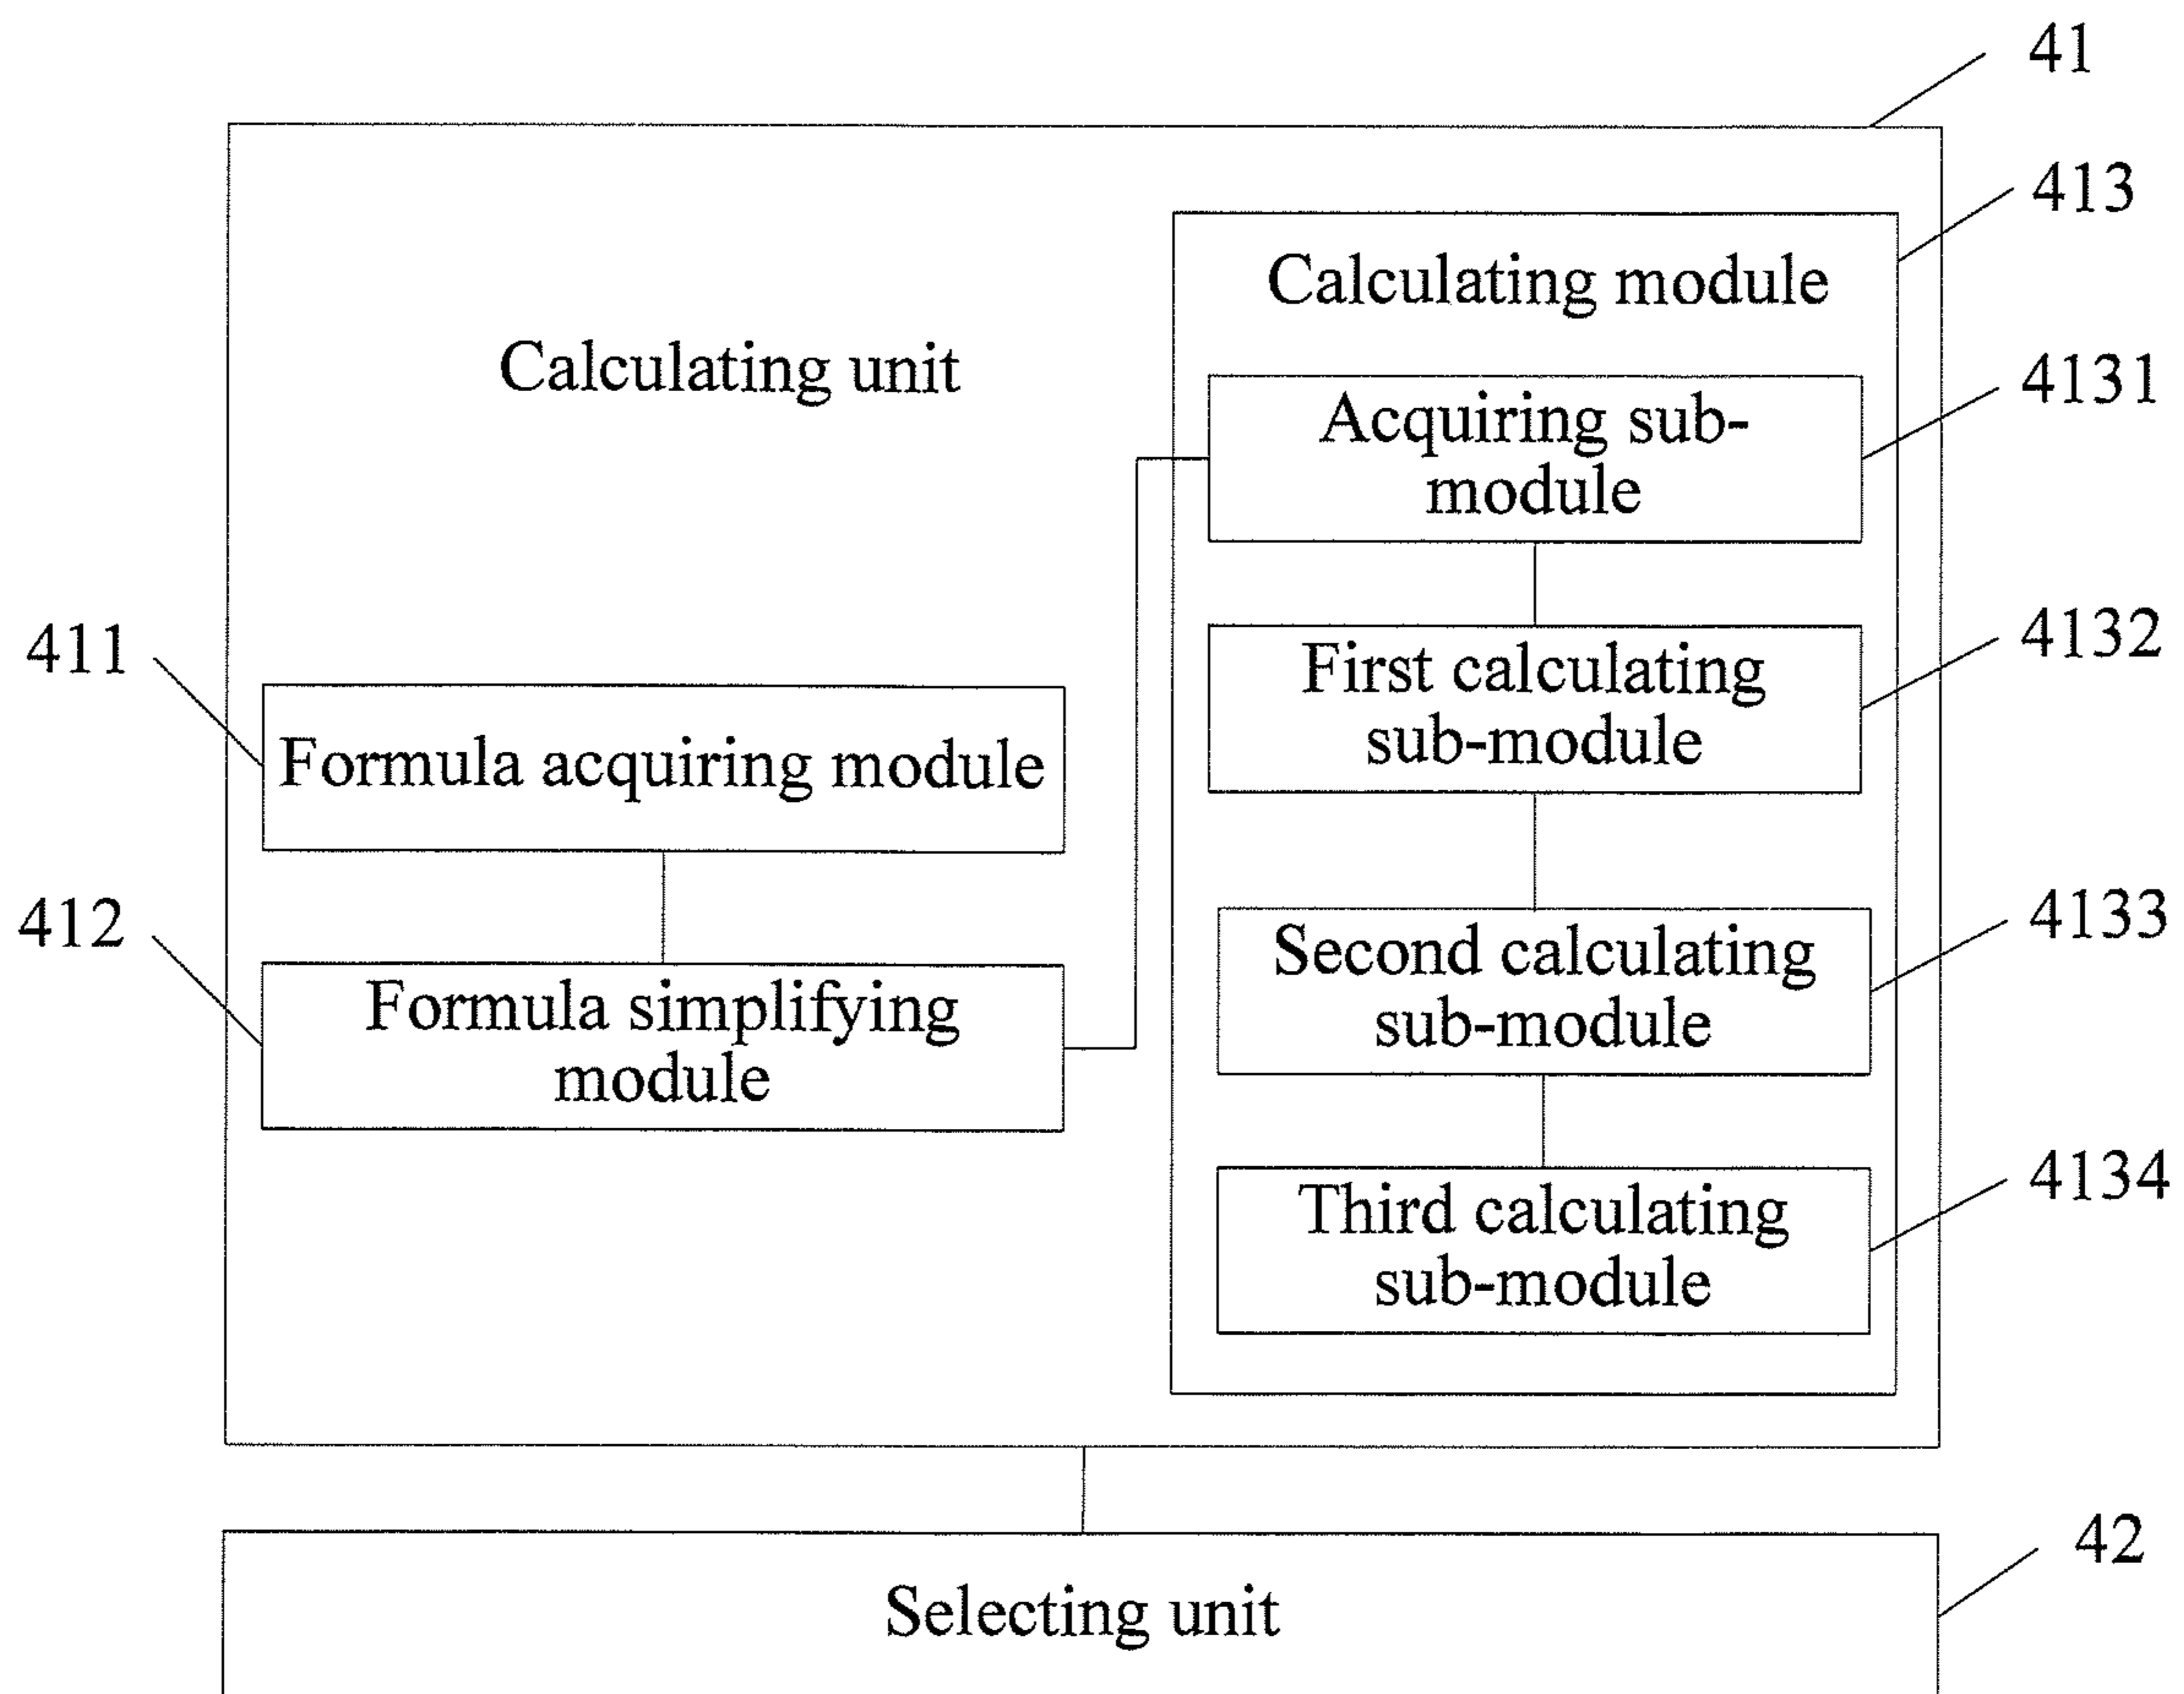 41
413
Calculating module
Calculating unit
4131
Acquiring sub-
module
4132
First calculating
sub-module
411
Formula acquiring module
4133
Second calculating
sub-module
412
Formula simplifying
module
4134
Third calculating
sub-module
42
Selecting unit